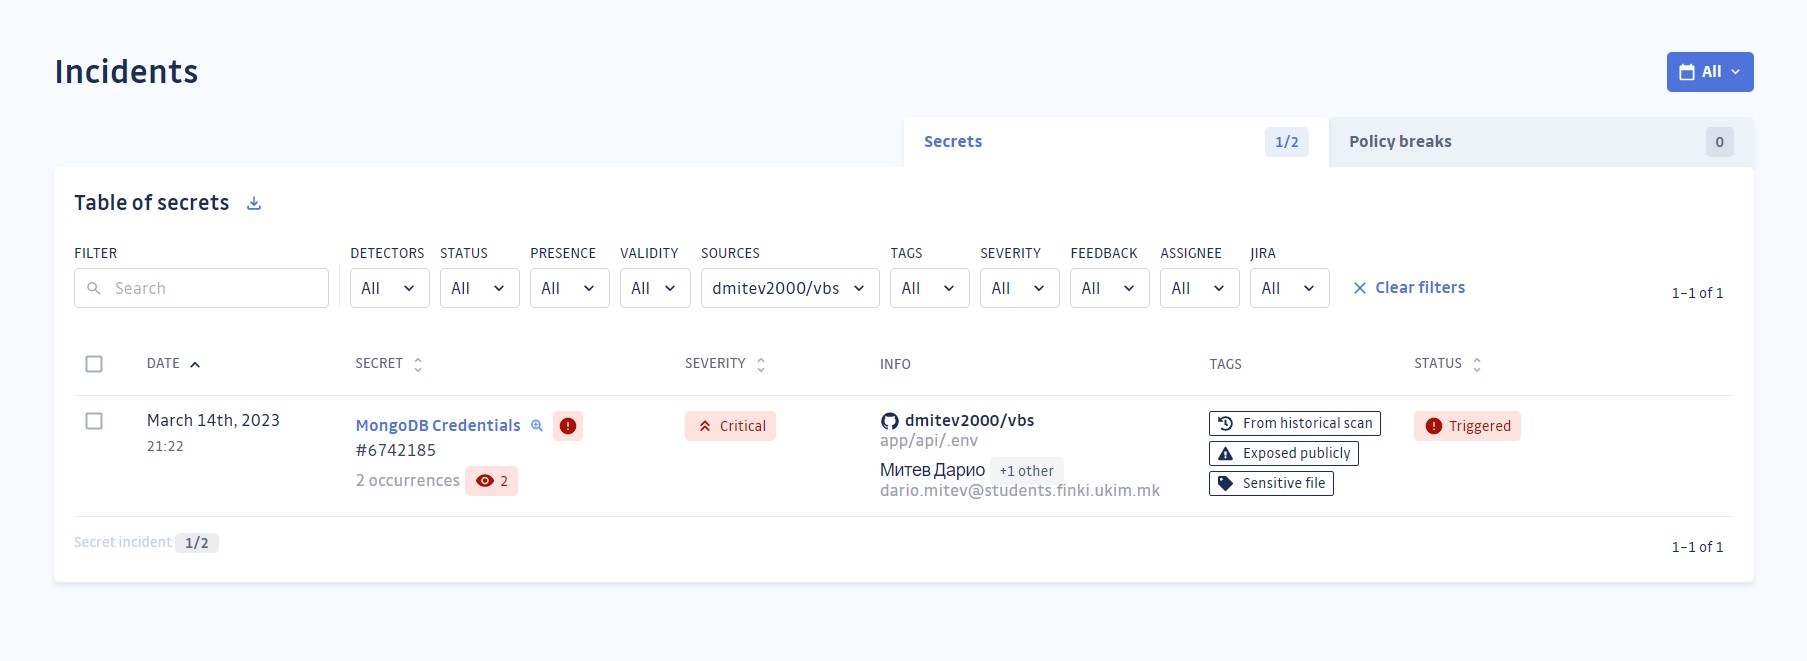 Incidents
All
Secrets 1/2
Policy breaks 0
Table of secrets
FILTER DETECTORS STATUS PRESENCE VALIDITY SOURCES TAGS SEVERITY FEEDBACK ASSIGNEE JIRA
Search All All All All dmitev2000/vbs All All All All All Clear filters 1-1 of 1
DATE SECRET SEVERITY INFO TAGS STATUS
March 14th, 2023
21:22
MongoDB Credentials
#6742185
2 occurrences 2
Critical
dmitev2000/vbs
app/api/.env
Митев Дарио +1 other
dario.mitev@students.finki.ukim.mk
From historical scan
Exposed publicly
Sensitive file
Triggered
Secret incident 1/2
1-1 of 1